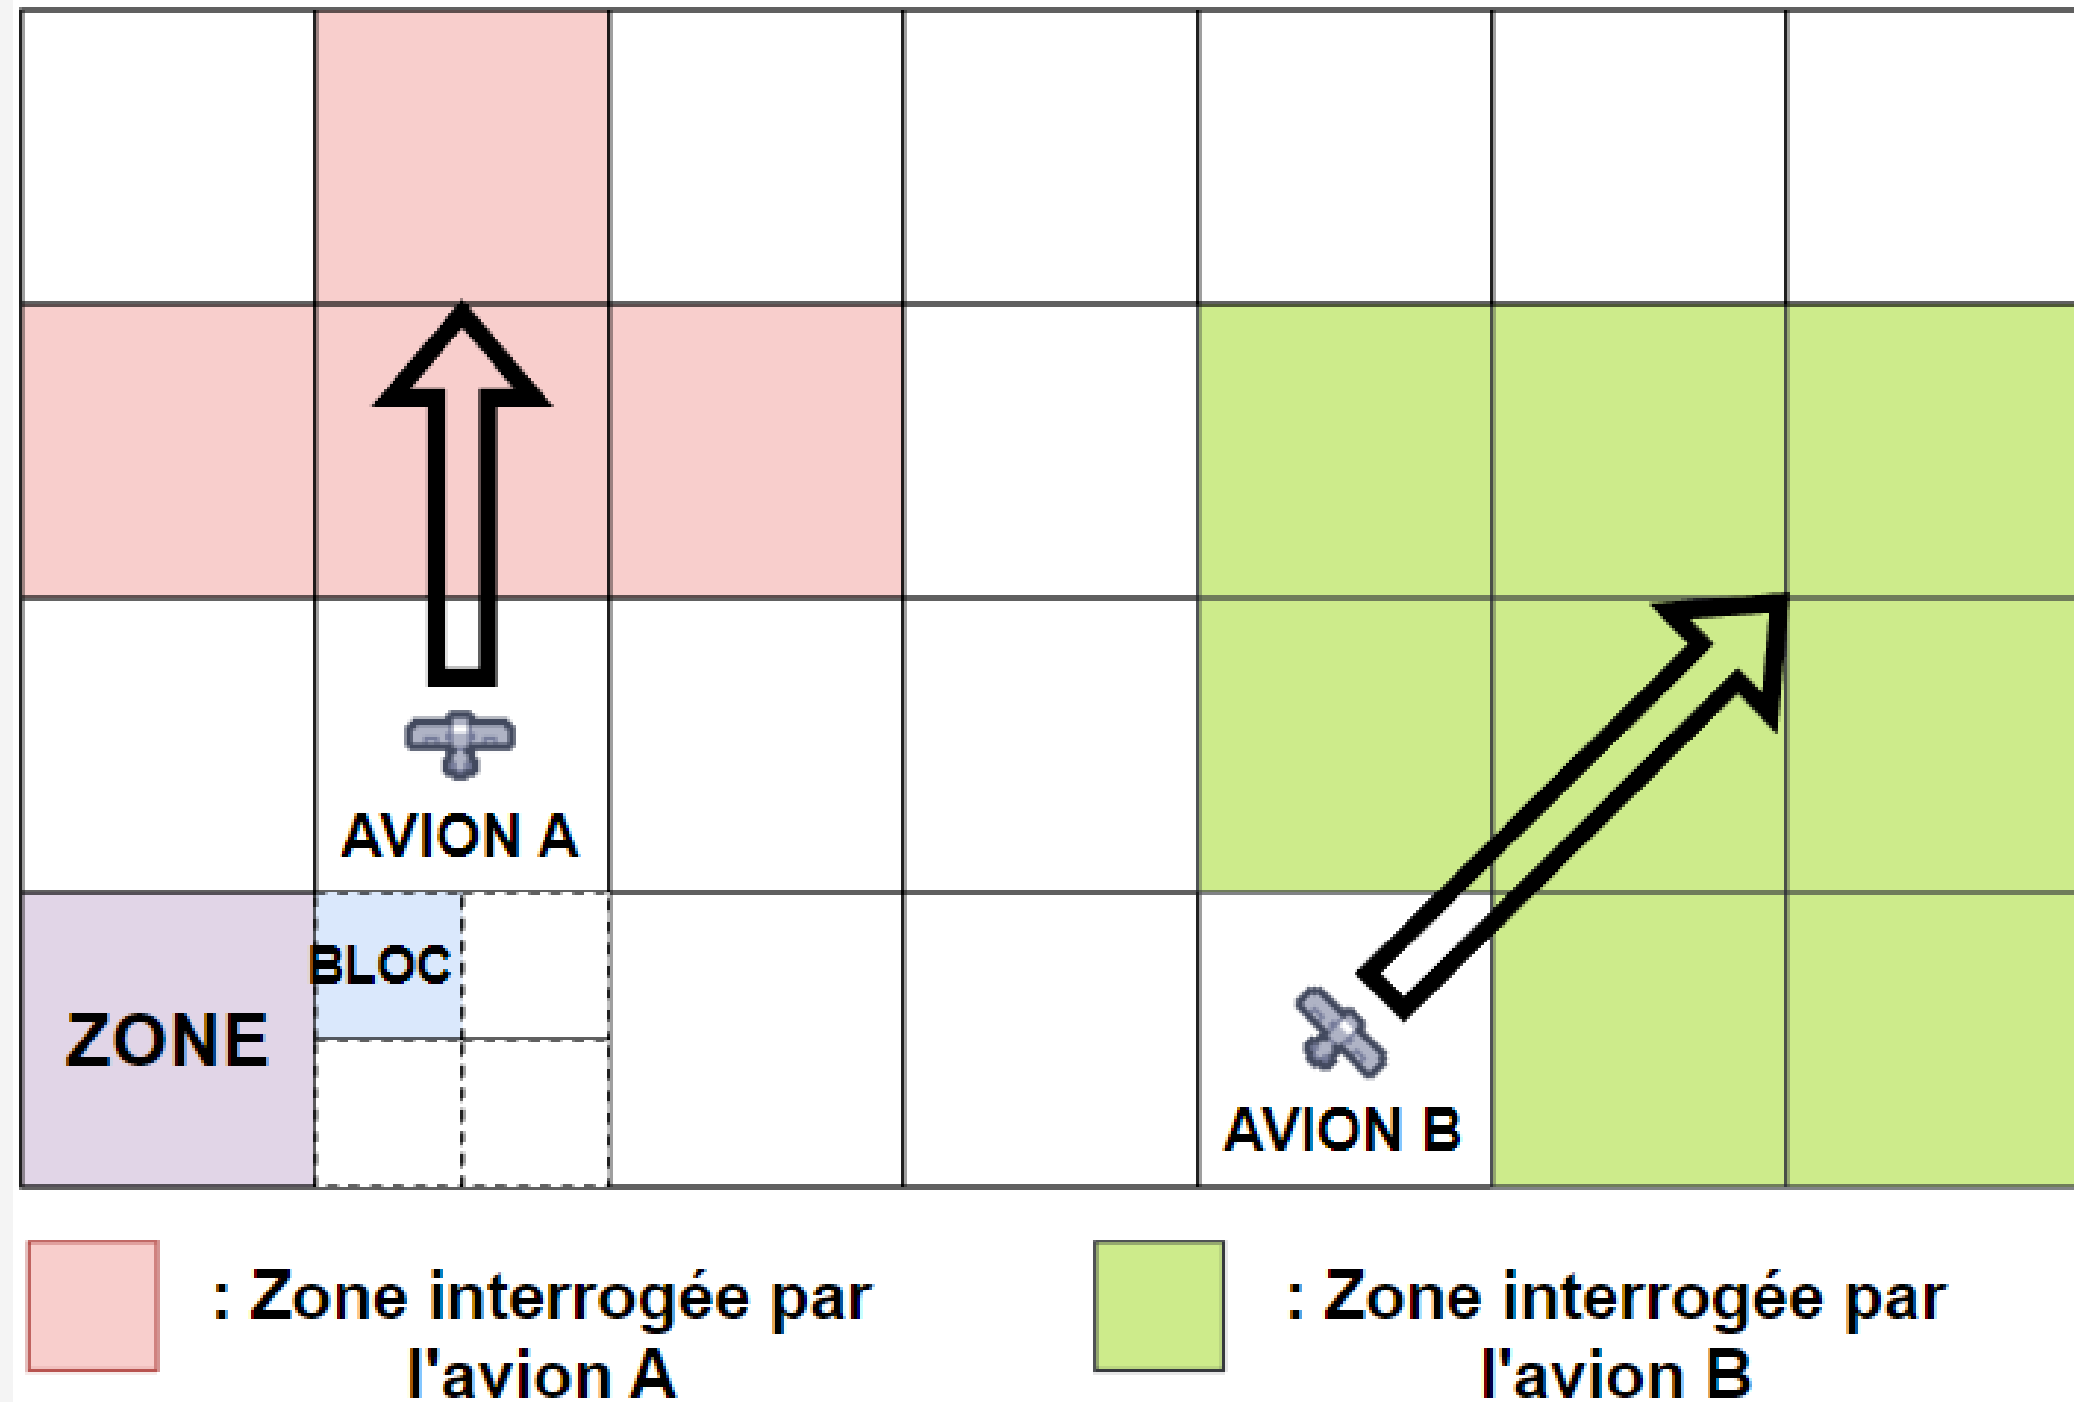 AVION A
BLOC
ZONE
AVION B
: Zone interrogée par
l'avion A
: Zone interrogée par
l'avion B